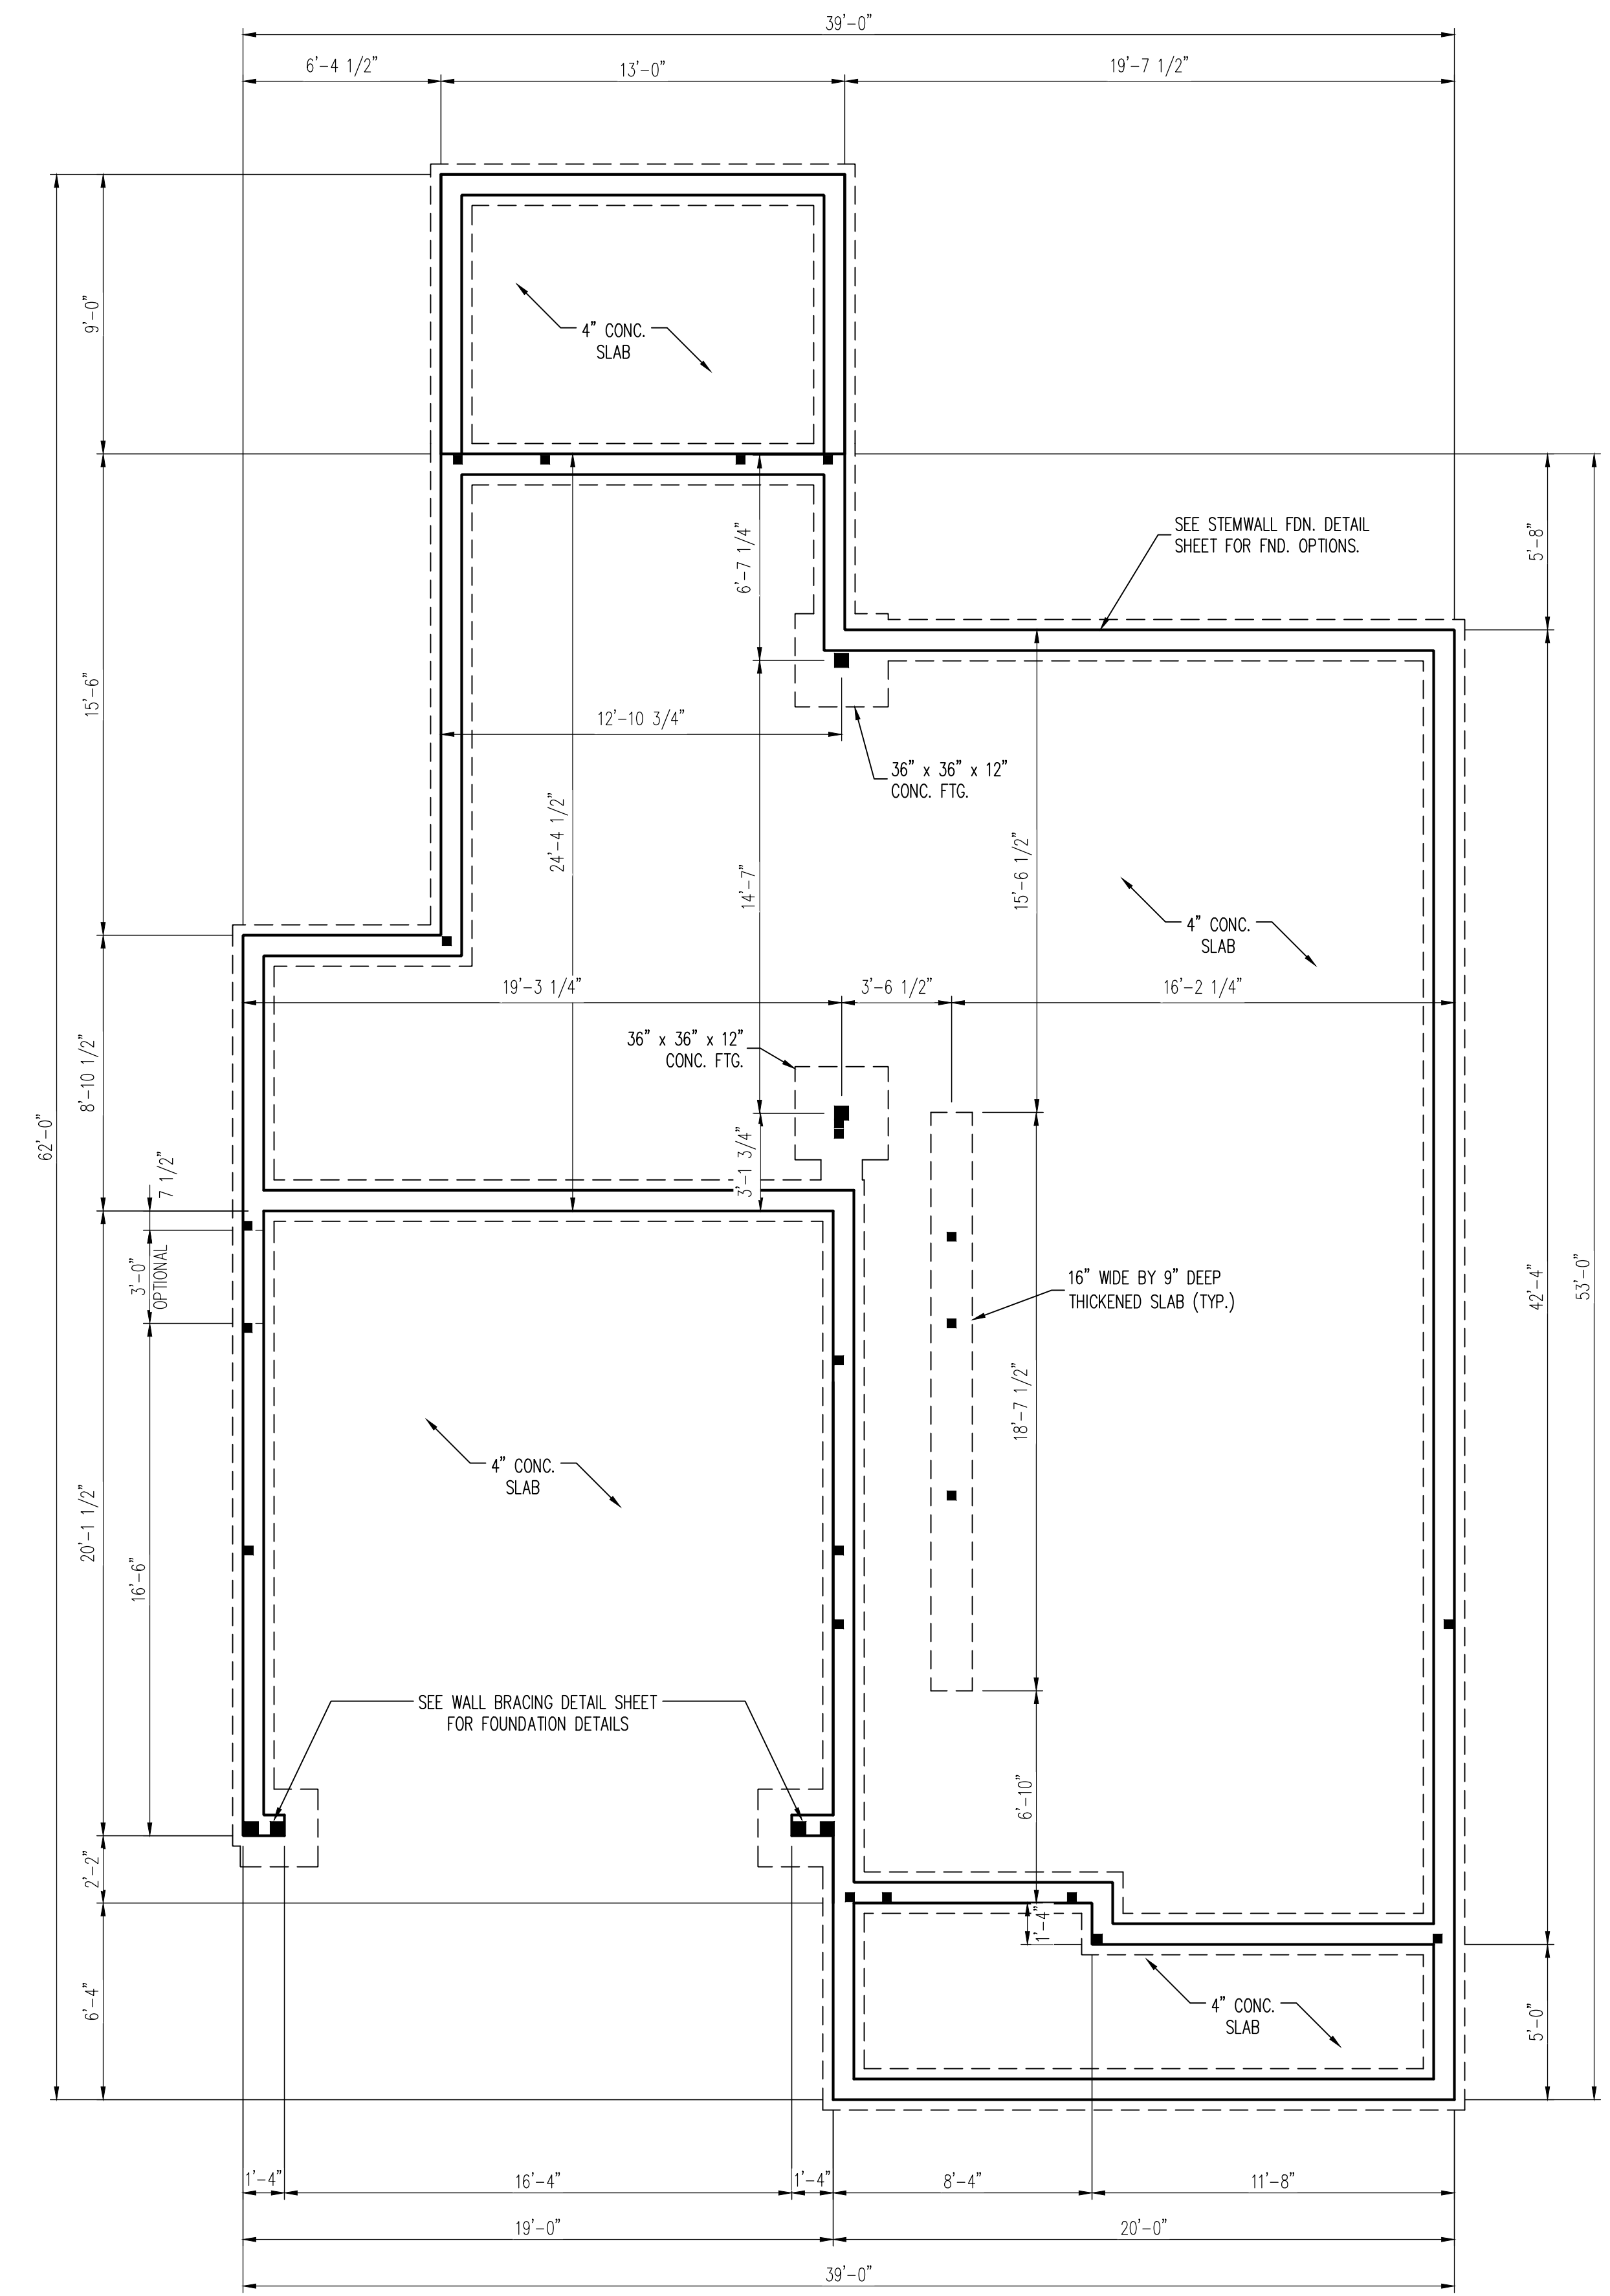 39'-0"
6'-4 1/2"
13'-0"
19'-7 1/2"
9'-0"
4" CONC.
SLAB
SEE STEMWALL FDN. DETAIL
SHEET FOR FND. OPTIONS.
5'-8"
6'-7 1/4"
15'-6"
12'-10 3/4"
36" x 36" x 12"
CONC. FTG.
24'-4 1/2"
14'-7"
15'-6 1/2"
4" CONC.
SLAB
19'-3 1/4"
3'-6 1/2"
16'-2 1/4"
36" x 36" x 12"
CONC. FTG.
8'-10 1/2"
62'-0"
7 1/2"
3'-1 3/4"
3'-0"
OPTIONAL
16" WIDE BY 9" DEEP
THICKENED SLAB (TYP.)
42'-4"
53'-0"
18'-7 1/2"
4" CONC.
SLAB
20'-1 1/2"
16'-6"
SEE WALL BRACING DETAIL SHEET
FOR FOUNDATION DETAILS
6'-10"
2'-2"
1'-4"
6'-4"
4" CONC.
SLAB
5'-0"
1'-4"
16'-4"
1'-4"
8'-4"
11'-8"
19'-0"
20'-0"
39'-0"